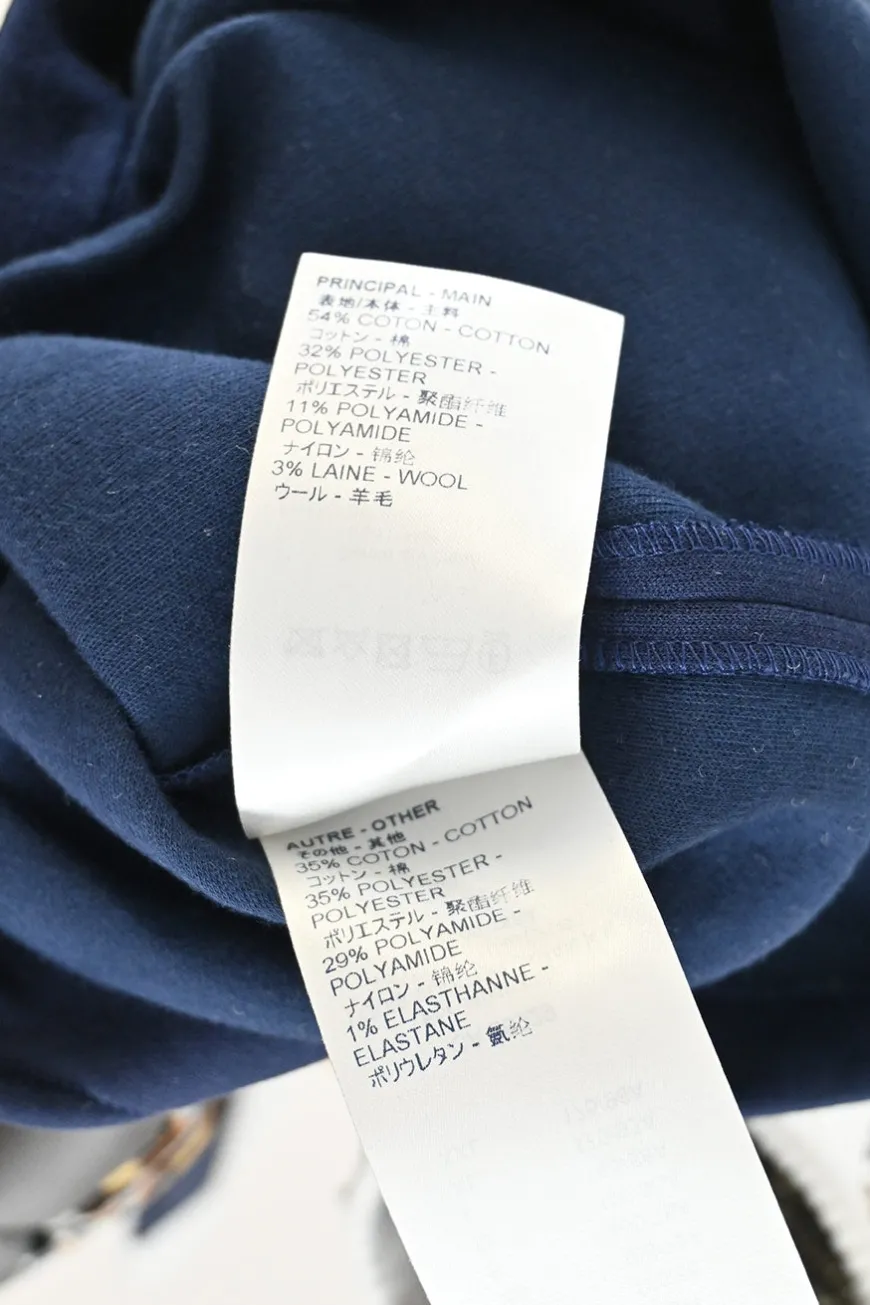 PRINCIPAL - MAIN
表地/本体 - 主料
54% COTON - COTTON
コットン - 棉
32% POLYESTER -
POLYESTER
ポリエステル - 聚酯纤维
11% POLYAMIDE -
POLYAMIDE
ナイロン - 锦纶
3% LAINE - WOOL
ウール - 羊毛
AUTRE - OTHER
その他 - 其他
35% COTON - COTTON
コットン - 棉
35% POLYESTER -
POLYESTER
ポリエステル - 聚酯纤维
29% POLYAMIDE -
POLYAMIDE
ナイロン - 锦纶
1% ELASTHANNE -
ELASTANE
ポリウレタン - 氨纶